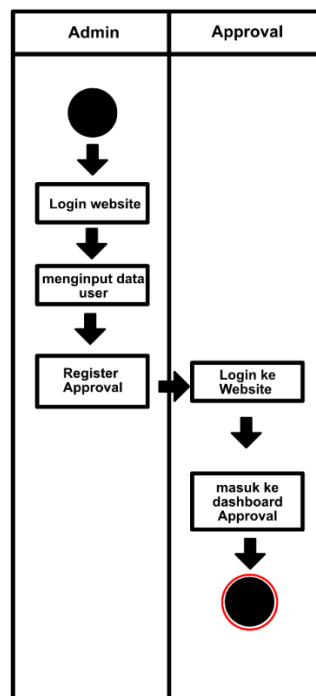 Admin
Approval
Login website
menginput data
user
Register
Approval
Login ke
Website
masuk ke
dashboard
Approval